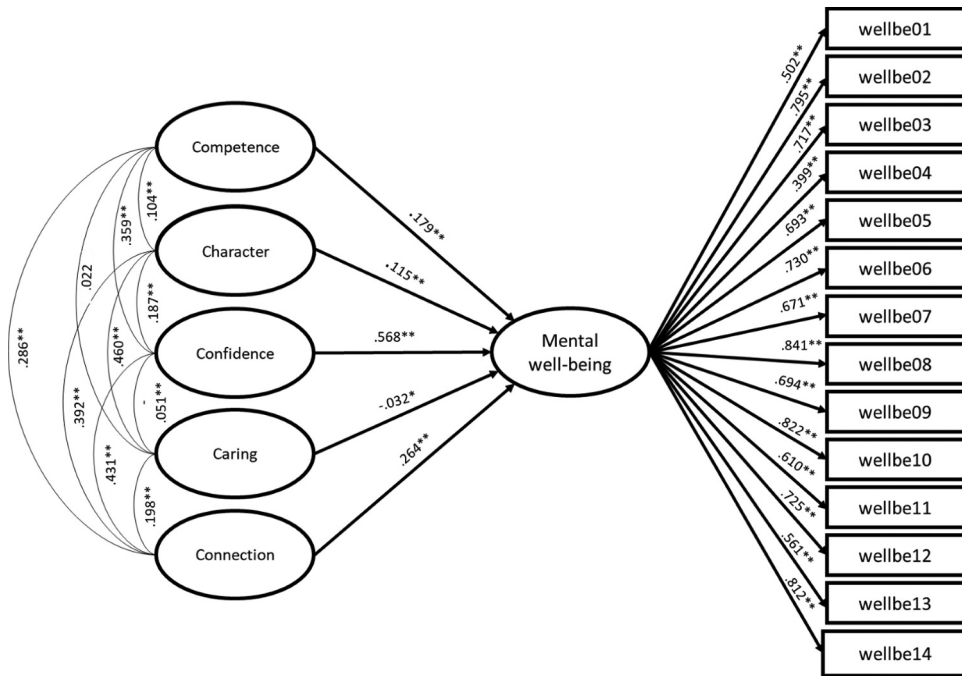 Competence
Character
Confidence
Caring
Connection
.104**
.359**
.022
.187**
.286**
.460**
.392**
-
.051**
.431**
.198**
.179**
.115**
.568**
-.032*
.264**
Mental
well-being
.502**
.795**
.717**
.399**
.693**
.730**
.671**
.841**
.694**
.822**
.610**
.725**
.561**
.812**
wellbe01
wellbe02
wellbe03
wellbe04
wellbe05
wellbe06
wellbe07
wellbe08
wellbe09
wellbe10
wellbe11
wellbe12
wellbe13
wellbe14